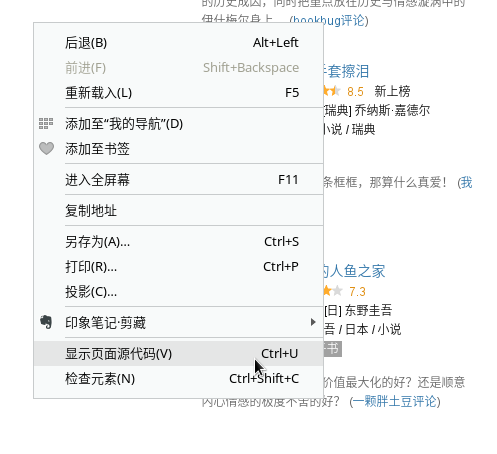 的历史成因，同时把重点放在历史与情感漩涡中的
伊什梅尔身上。 (bookbug评论)
后退(B) Alt+Left
前进(F) Shift+Backspace
重新载入(L) F5
添加至“我的导航”(D)
添加至书签
进入全屏幕 F11
复制地址
另存为(A)... Ctrl+S
打印(R)... Ctrl+P
投影(C)...
印象笔记·剪藏
显示页面源代码(V) Ctrl+U
检查元素(N) Ctrl+Shift+C
手套擦泪
8.5 新上榜
[瑞典] 乔纳斯·嘉德尔
小说 / 瑞典
条框框，那算什么真爱！ (我
的人鱼之家
7.3
[日] 东野圭吾
吾 / 日本 / 小说
书
价值最大化的好？还是顺意
内心情感的极度不舍的好？ (一颗胖土豆评论)